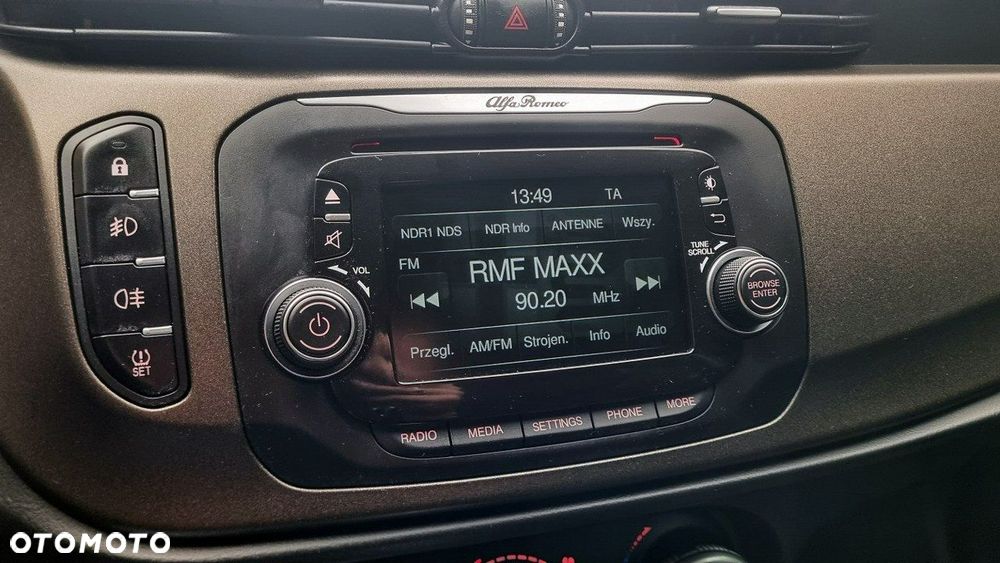 Alfa Romeo
13:49 TA
NDR1 NDS NDR Info ANTENNE Wszy.
FM
RMF MAXX
90.20 MHz
Przegl. AM/FM Strojen. Info Audio
VOL
TUNE
SCROLL
BROWSE
ENTER
SET
RADIO MEDIA SETTINGS PHONE MORE
OTOMOTO